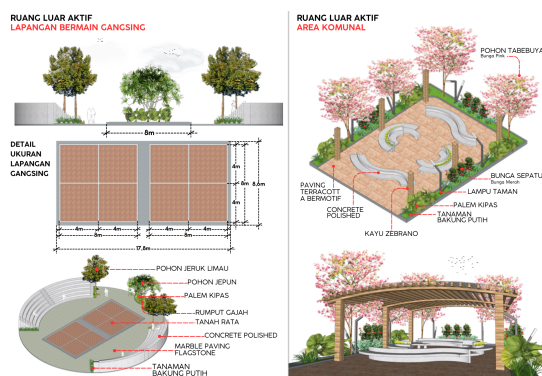 RUANG LUAR AKTIF
LAPANGAN BERMAIN GANGSING
8m
DETAIL
UKURAN
LAPANGAN
GANGSING
4m
8m
8,6m
4m
4m
4m
4m
4m
8m
8m
17,8m
POHON JERUK LIMAU
POHON JEPUN
PALEM KIPAS
RUMPUT GAJAH
TANAH RATA
CONCRETE POLISHED
MARBLE PAVING
FLAGSTONE
TANAMAN
BAKUNG PUTIH
RUANG LUAR AKTIF
AREA KOMUNAL
POHON TABEBUYA
Bunga Pink
BUNGA SEPATU
Bunga Merah
LAMPU TAMAN
PALEM KIPAS
TANAMAN
BAKUNG PUTIH
PAVING
TERRACOTT
A BERMOTIF
CONCRETE
POLISHED
KAYU ZEBRANO